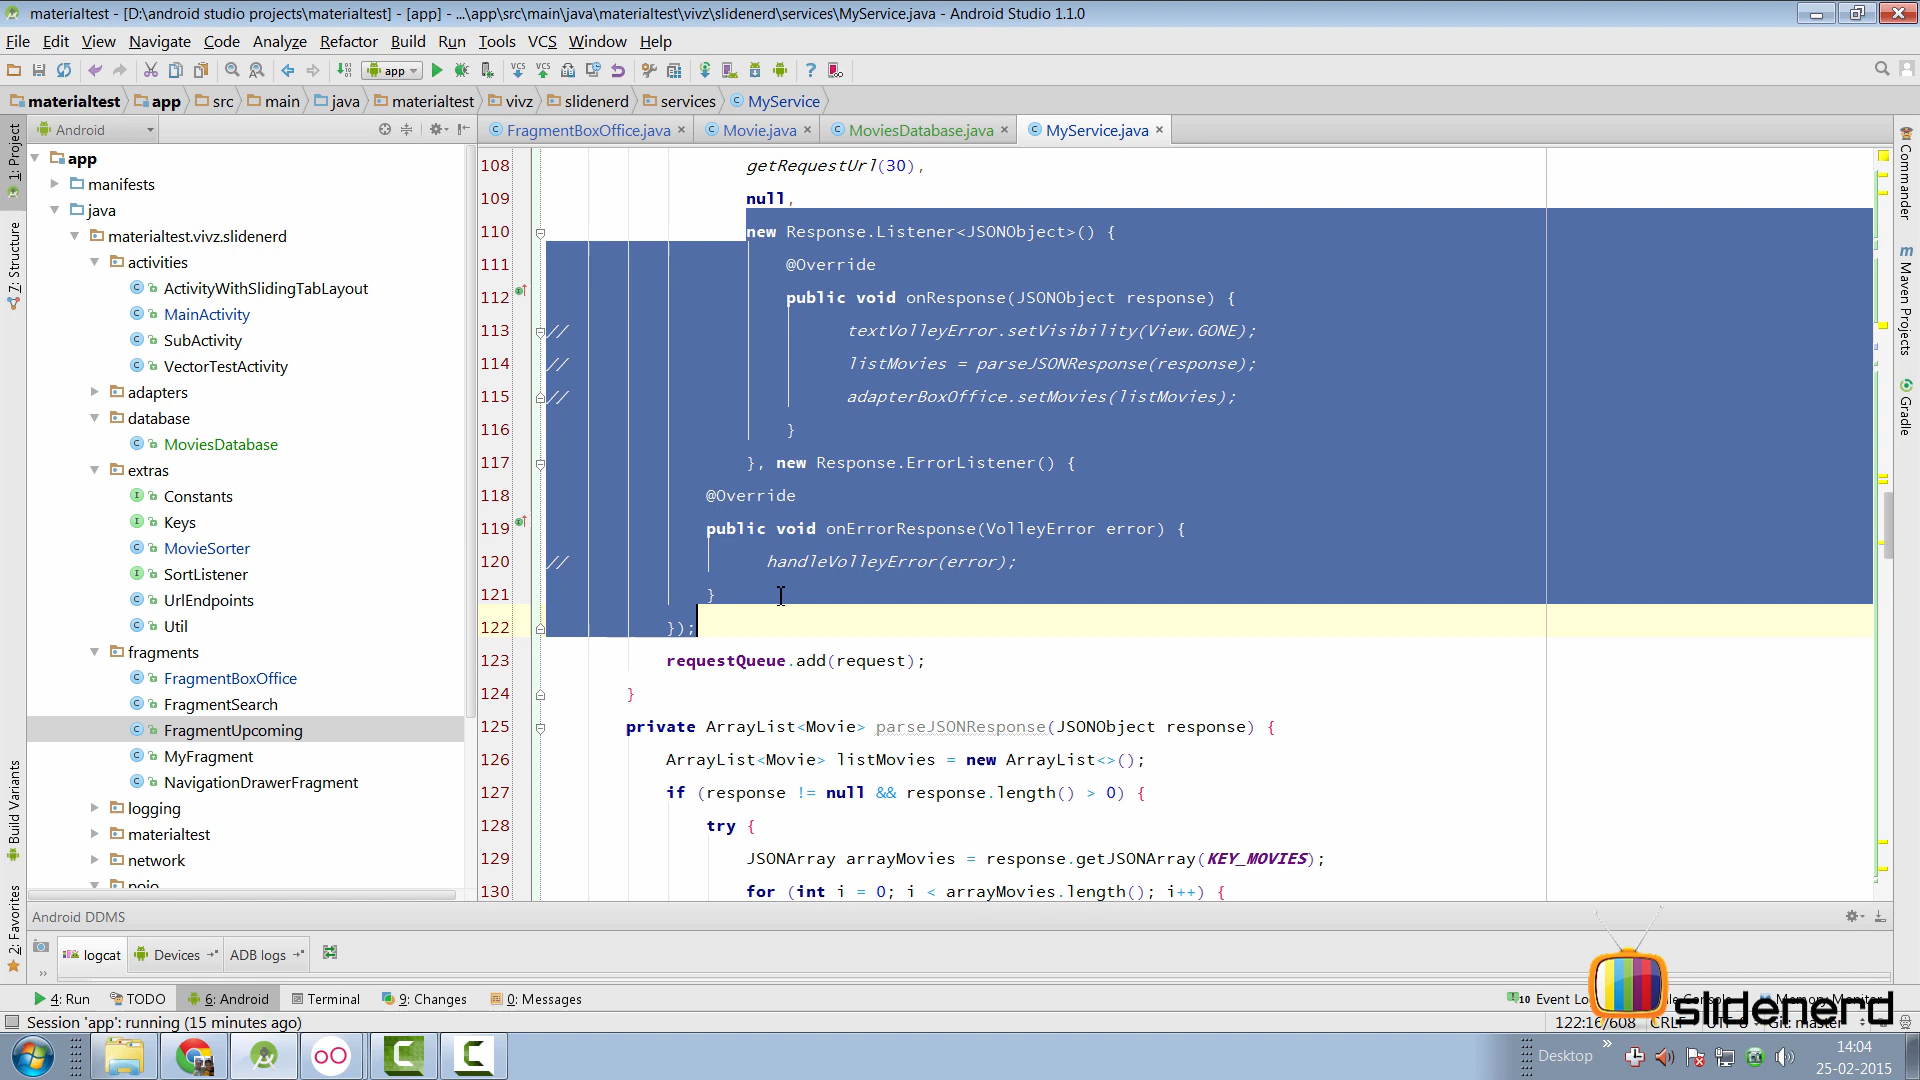 materialtest - [D:\android studio projects\materialtest] - [app] - ...\app\src\main\java\materialtest\vivz\slidenerd\services\MyService.java - Android Studio 1.1.0
File Edit View Navigate Code Analyze Refactor Build Run Tools VCS Window Help
app
materialtest app src main java materialtest vivz slidenerd services MyService
Android
FragmentBoxOffice.java Movie.java MoviesDatabase.java MyService.java
1: Project
7: Structure
Build Variants
2: Favorites
app
manifests
java
materialtest.vivz.slidenerd
activities
ActivityWithSlidingTabLayout
MainActivity
SubActivity
VectorTestActivity
adapters
database
MoviesDatabase
extras
Constants
Keys
MovieSorter
SortListener
UrlEndpoints
Util
fragments
FragmentBoxOffice
FragmentSearch
FragmentUpcoming
MyFragment
NavigationDrawerFragment
logging
materialtest
network
pojo
108 getRequestUrl(30),
109 null,
110 new Response.Listener<JSONObject>() {
111 @Override
112 public void onResponse(JSONObject response) {
113 // textVolleyError.setVisibility(View.GONE);
114 // listMovies = parseJSONResponse(response);
115 // adapterBoxOffice.setMovies(listMovies);
116 }
117 }, new Response.ErrorListener() {
118 @Override
119 public void onErrorResponse(VolleyError error) {
120 // handleVolleyError(error);
121 }
122 });
123 requestQueue.add(request);
124 }
125 private ArrayList<Movie> parseJSONResponse(JSONObject response) {
126 ArrayList<Movie> listMovies = new ArrayList<>();
127 if (response != null && response.length() > 0) {
128 try {
129 JSONArray arrayMovies = response.getJSONArray(KEY_MOVIES);
130 for (int i = 0; i < arrayMovies.length(); i++) {
Commander
Maven Projects
Gradle
Android DDMS
logcat Devices ADB logs
4: Run TODO 6: Android Terminal 9: Changes 0: Messages
10 Event Lo
Memory Monitor
slidenerd
Session 'app': running (15 minutes ago)
122:16/608 CRLF UTF-8 Git: master
Desktop
14:04
25-02-2015